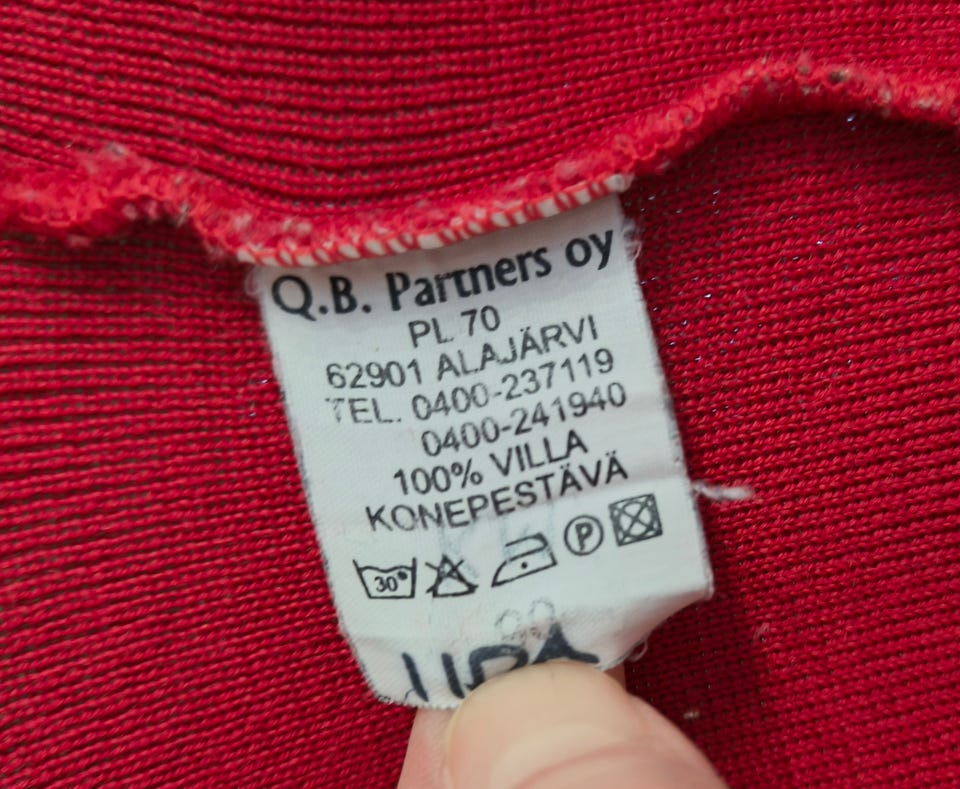 Q.B. Partners oy
PL 70
62901 ALAJÄRVI
TEL. 0400-237119
0400-241940
100% VILLA
KONEPESTÄVÄ
30° P